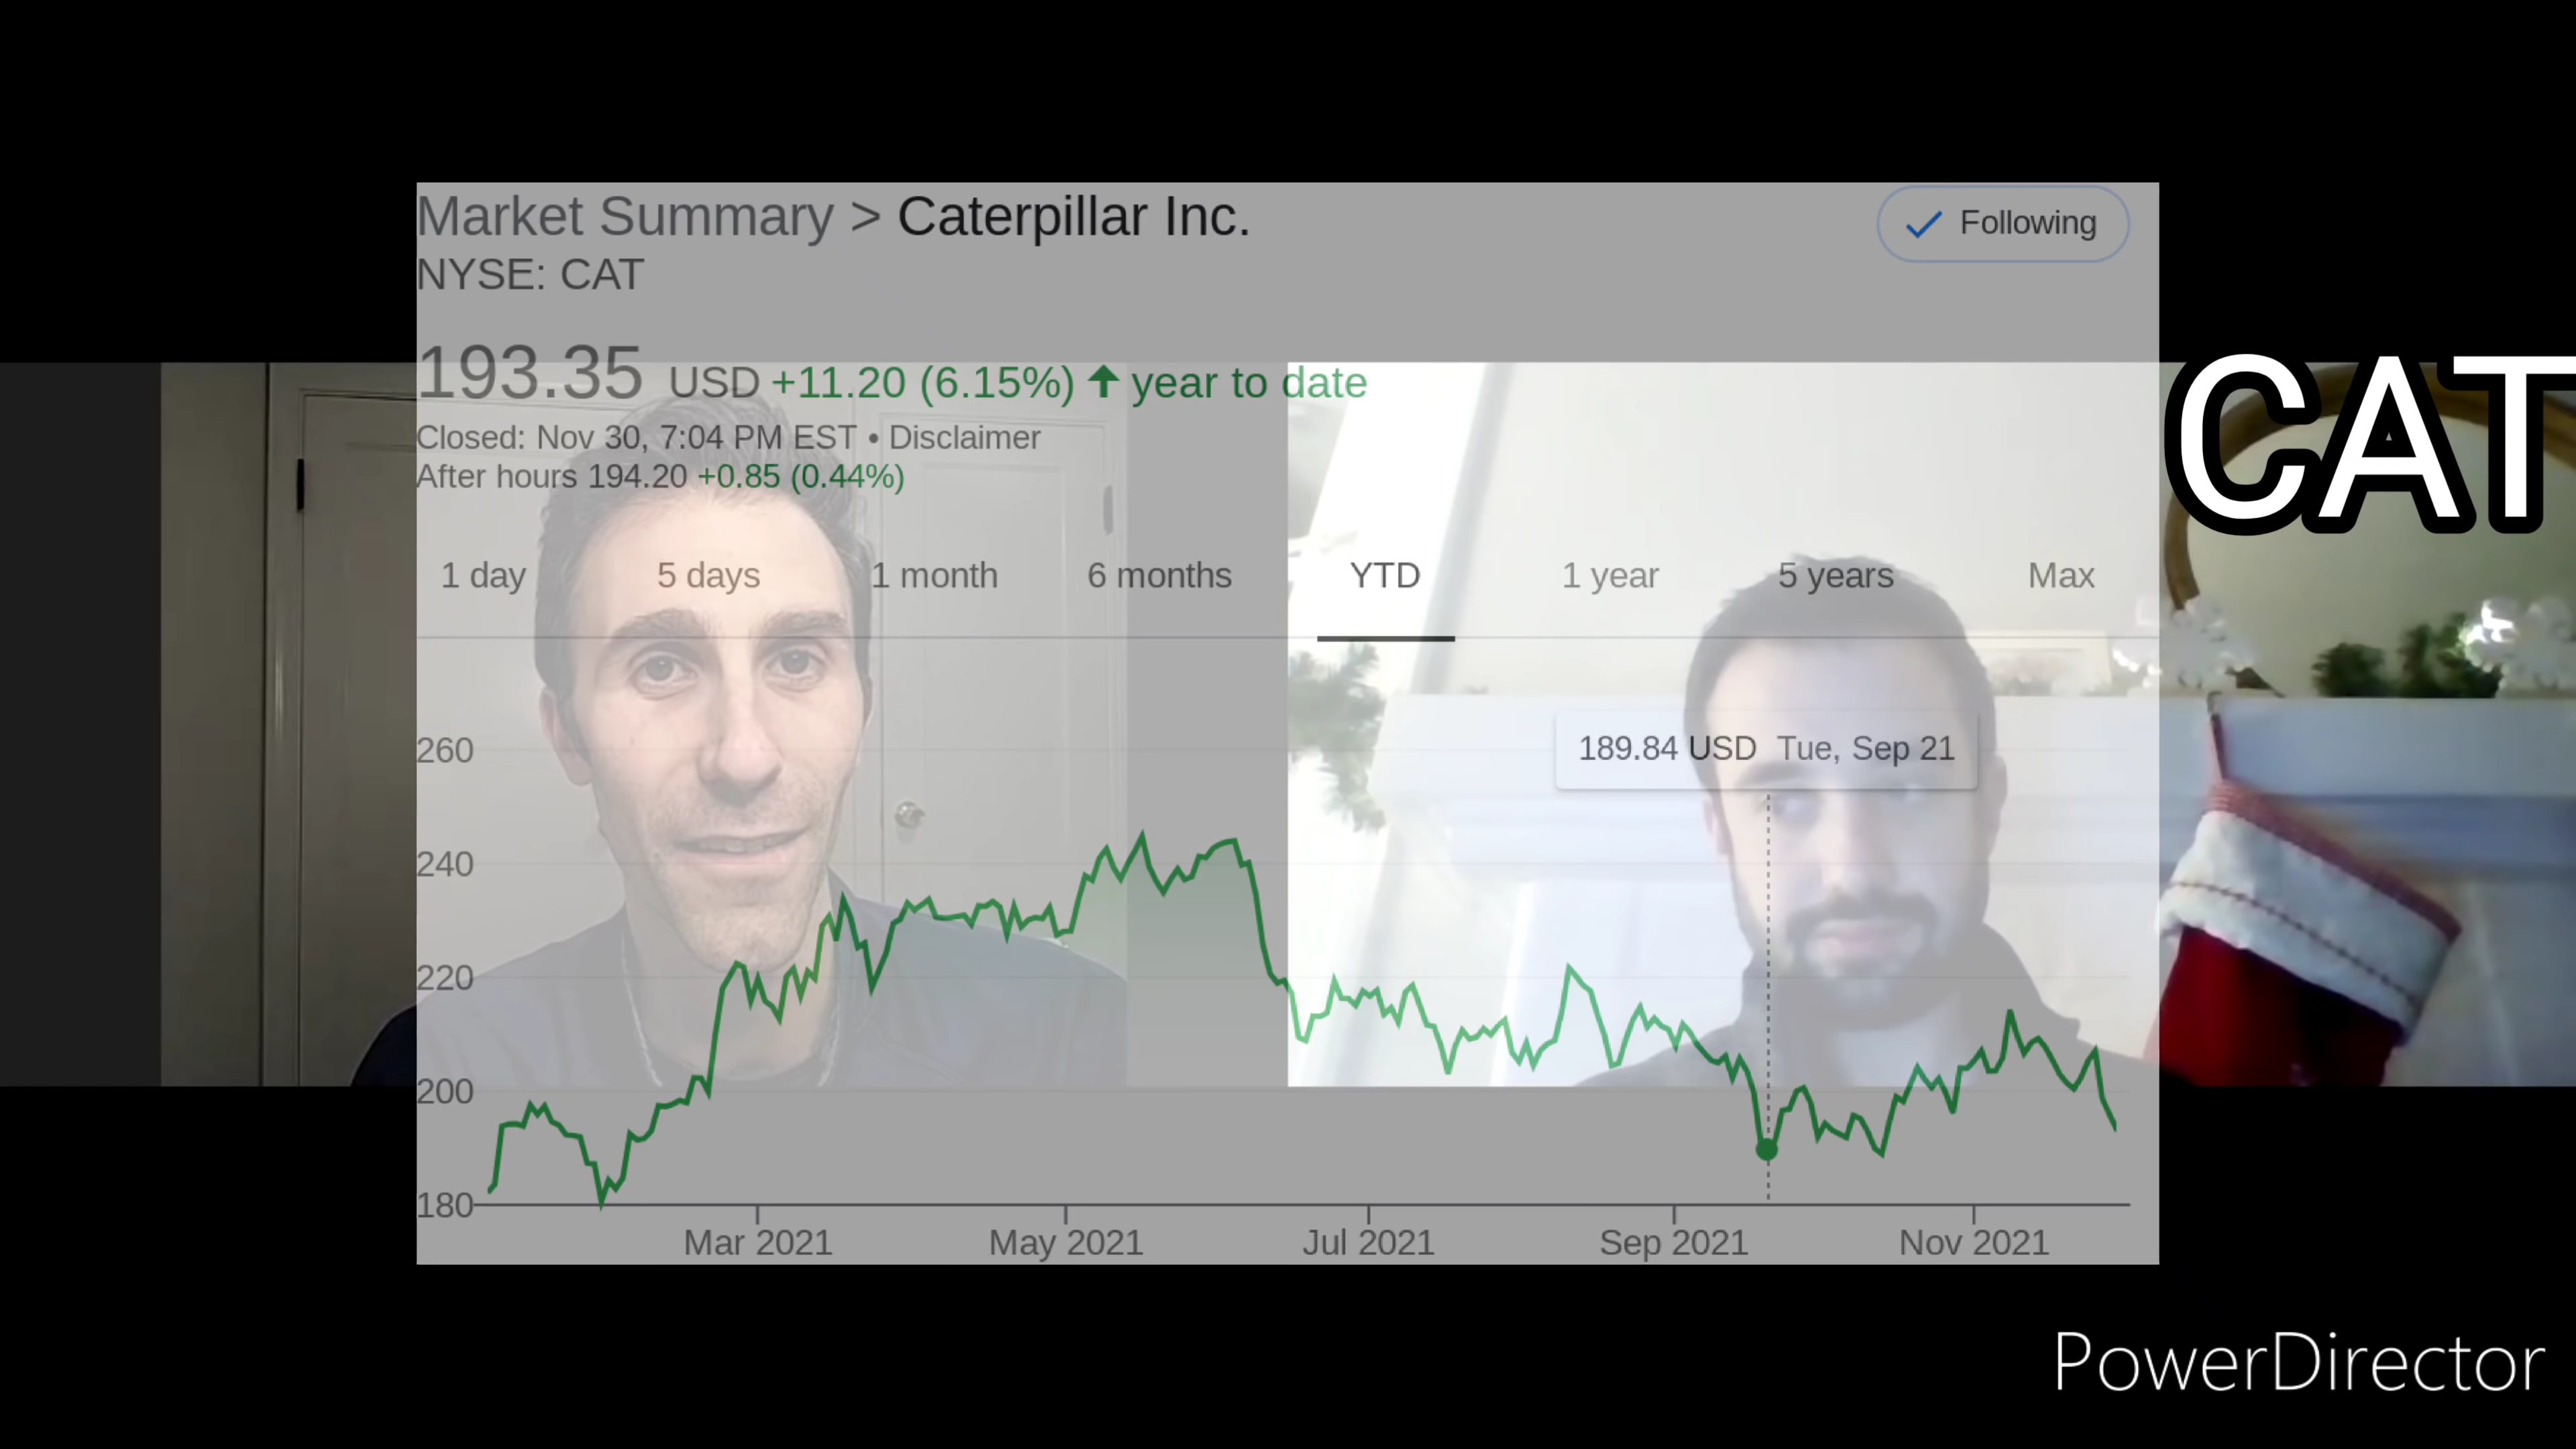 Market Summary > Caterpillar Inc.
Following
NYSE: CAT
193.35 USD +11.20 (6.15%) ↑ year to date
CAT
Closed: Nov 30, 7:04 PM EST • Disclaimer
After hours 194.20 +0.85 (0.44%)
1 day 5 days 1 month 6 months YTD 1 year 5 years Max
189.84 USD Tue, Sep 21
260
240
220
200
180
Mar 2021 May 2021 Jul 2021 Sep 2021 Nov 2021
PowerDirector